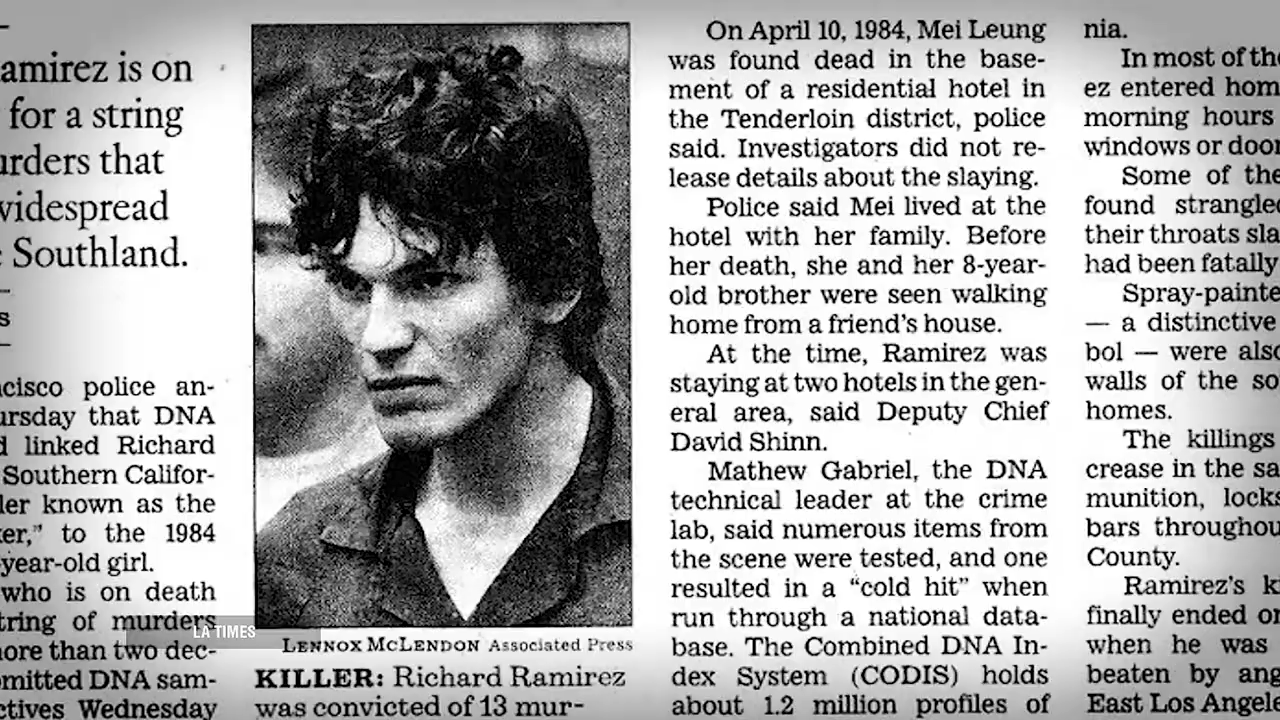 amirez is on
for a string
urders that
widespread
Southland.
s
ncisco police an-
ursday that DNA
d linked Richard
Southern Califor-
ler known as the
ker," to the 1984
-year-old girl.
who is on death
tring of murders
more than two dec-
omitted DNA sam-
ctives Wednesday
LA TIMES
LENNOX MCLENDON Associated Press
KILLER: Richard Ramirez
was convicted of 13 mur-
On April 10, 1984, Mei Leung
was found dead in the base-
ment of a residential hotel in
the Tenderloin district, police
said. Investigators did not re-
lease details about the slaying.
Police said Mei lived at the
hotel with her family. Before
her death, she and her 8-year-
old brother were seen walking
home from a friend's house.
At the time, Ramirez was
staying at two hotels in the gen-
eral area, said Deputy Chief
David Shinn.
Mathew Gabriel, the DNA
technical leader at the crime
lab, said numerous items from
the scene were tested, and one
resulted in a "cold hit" when
run through a national data-
base. The Combined DNA In-
dex System (CODIS) holds
about 1.2 million profiles of
nia.
In most of the
ez entered hom
morning hours
windows or door
Some of the
found strangled
their throats sla
had been fatally
Spray-painte
— a distinctive
bol — were also
walls of the so
homes.
The killings
crease in the sa
munition, locks
bars throughou
County.
Ramirez's ki
finally ended o
when he was
beaten by ang
East Los Angele